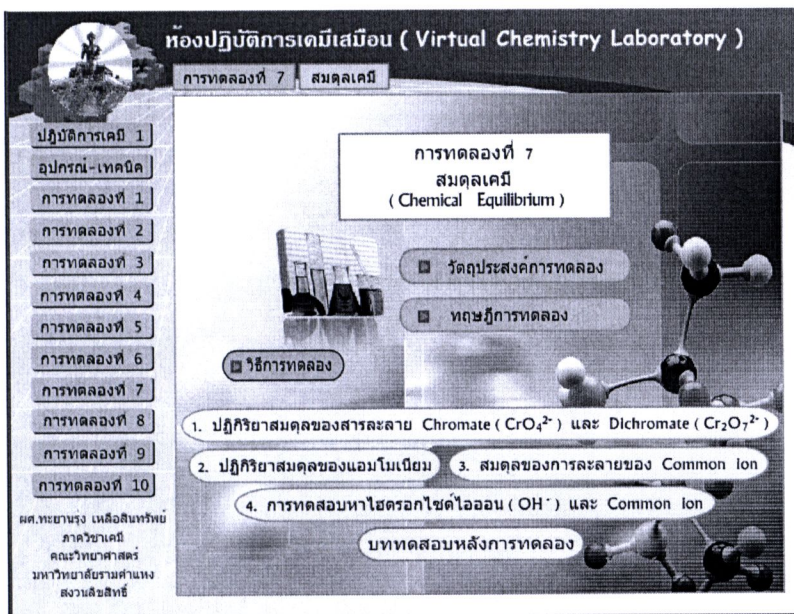 ห้องปฏิบัติการเคมีเสมือน ( Virtual Chemistry Laboratory )
การทดลองที่ 7 สมดุลเคมี
ปฏิบัติการเคมี 1
อุปกรณ์-เทคนิค
การทดลองที่ 1
การทดลองที่ 2
การทดลองที่ 3
การทดลองที่ 4
การทดลองที่ 5
การทดลองที่ 6
การทดลองที่ 7
การทดลองที่ 8
การทดลองที่ 9
การทดลองที่ 10
ผศ.ทะยานรุง เหลือสินทรัพย์
ภาควิชาเคมี
คณะวิทยาศาสตร์
มหาวิทยาลัยรามคำแหง
สงวนลิขสิทธิ์
การทดลองที่ 7
สมดุลเคมี
( Chemical Equilibrium )
วัตถุประสงค์การทดลอง
ทฤษฎีการทดลอง
วิธีการทดลอง
1. ปฏิกิริยาสมดุลของสารละลาย Chromate ( CrO₄²⁻ ) และ Dichromate ( Cr₂O₇²⁻ )
2. ปฏิกิริยาสมดุลของแอมโมเนียม
3. สมดุลของการละลายของ Common Ion
4. การทดสอบหาไฮดรอกไซด์ไอออน ( OH⁻ ) และ Common Ion
บททดสอบหลังการทดลอง